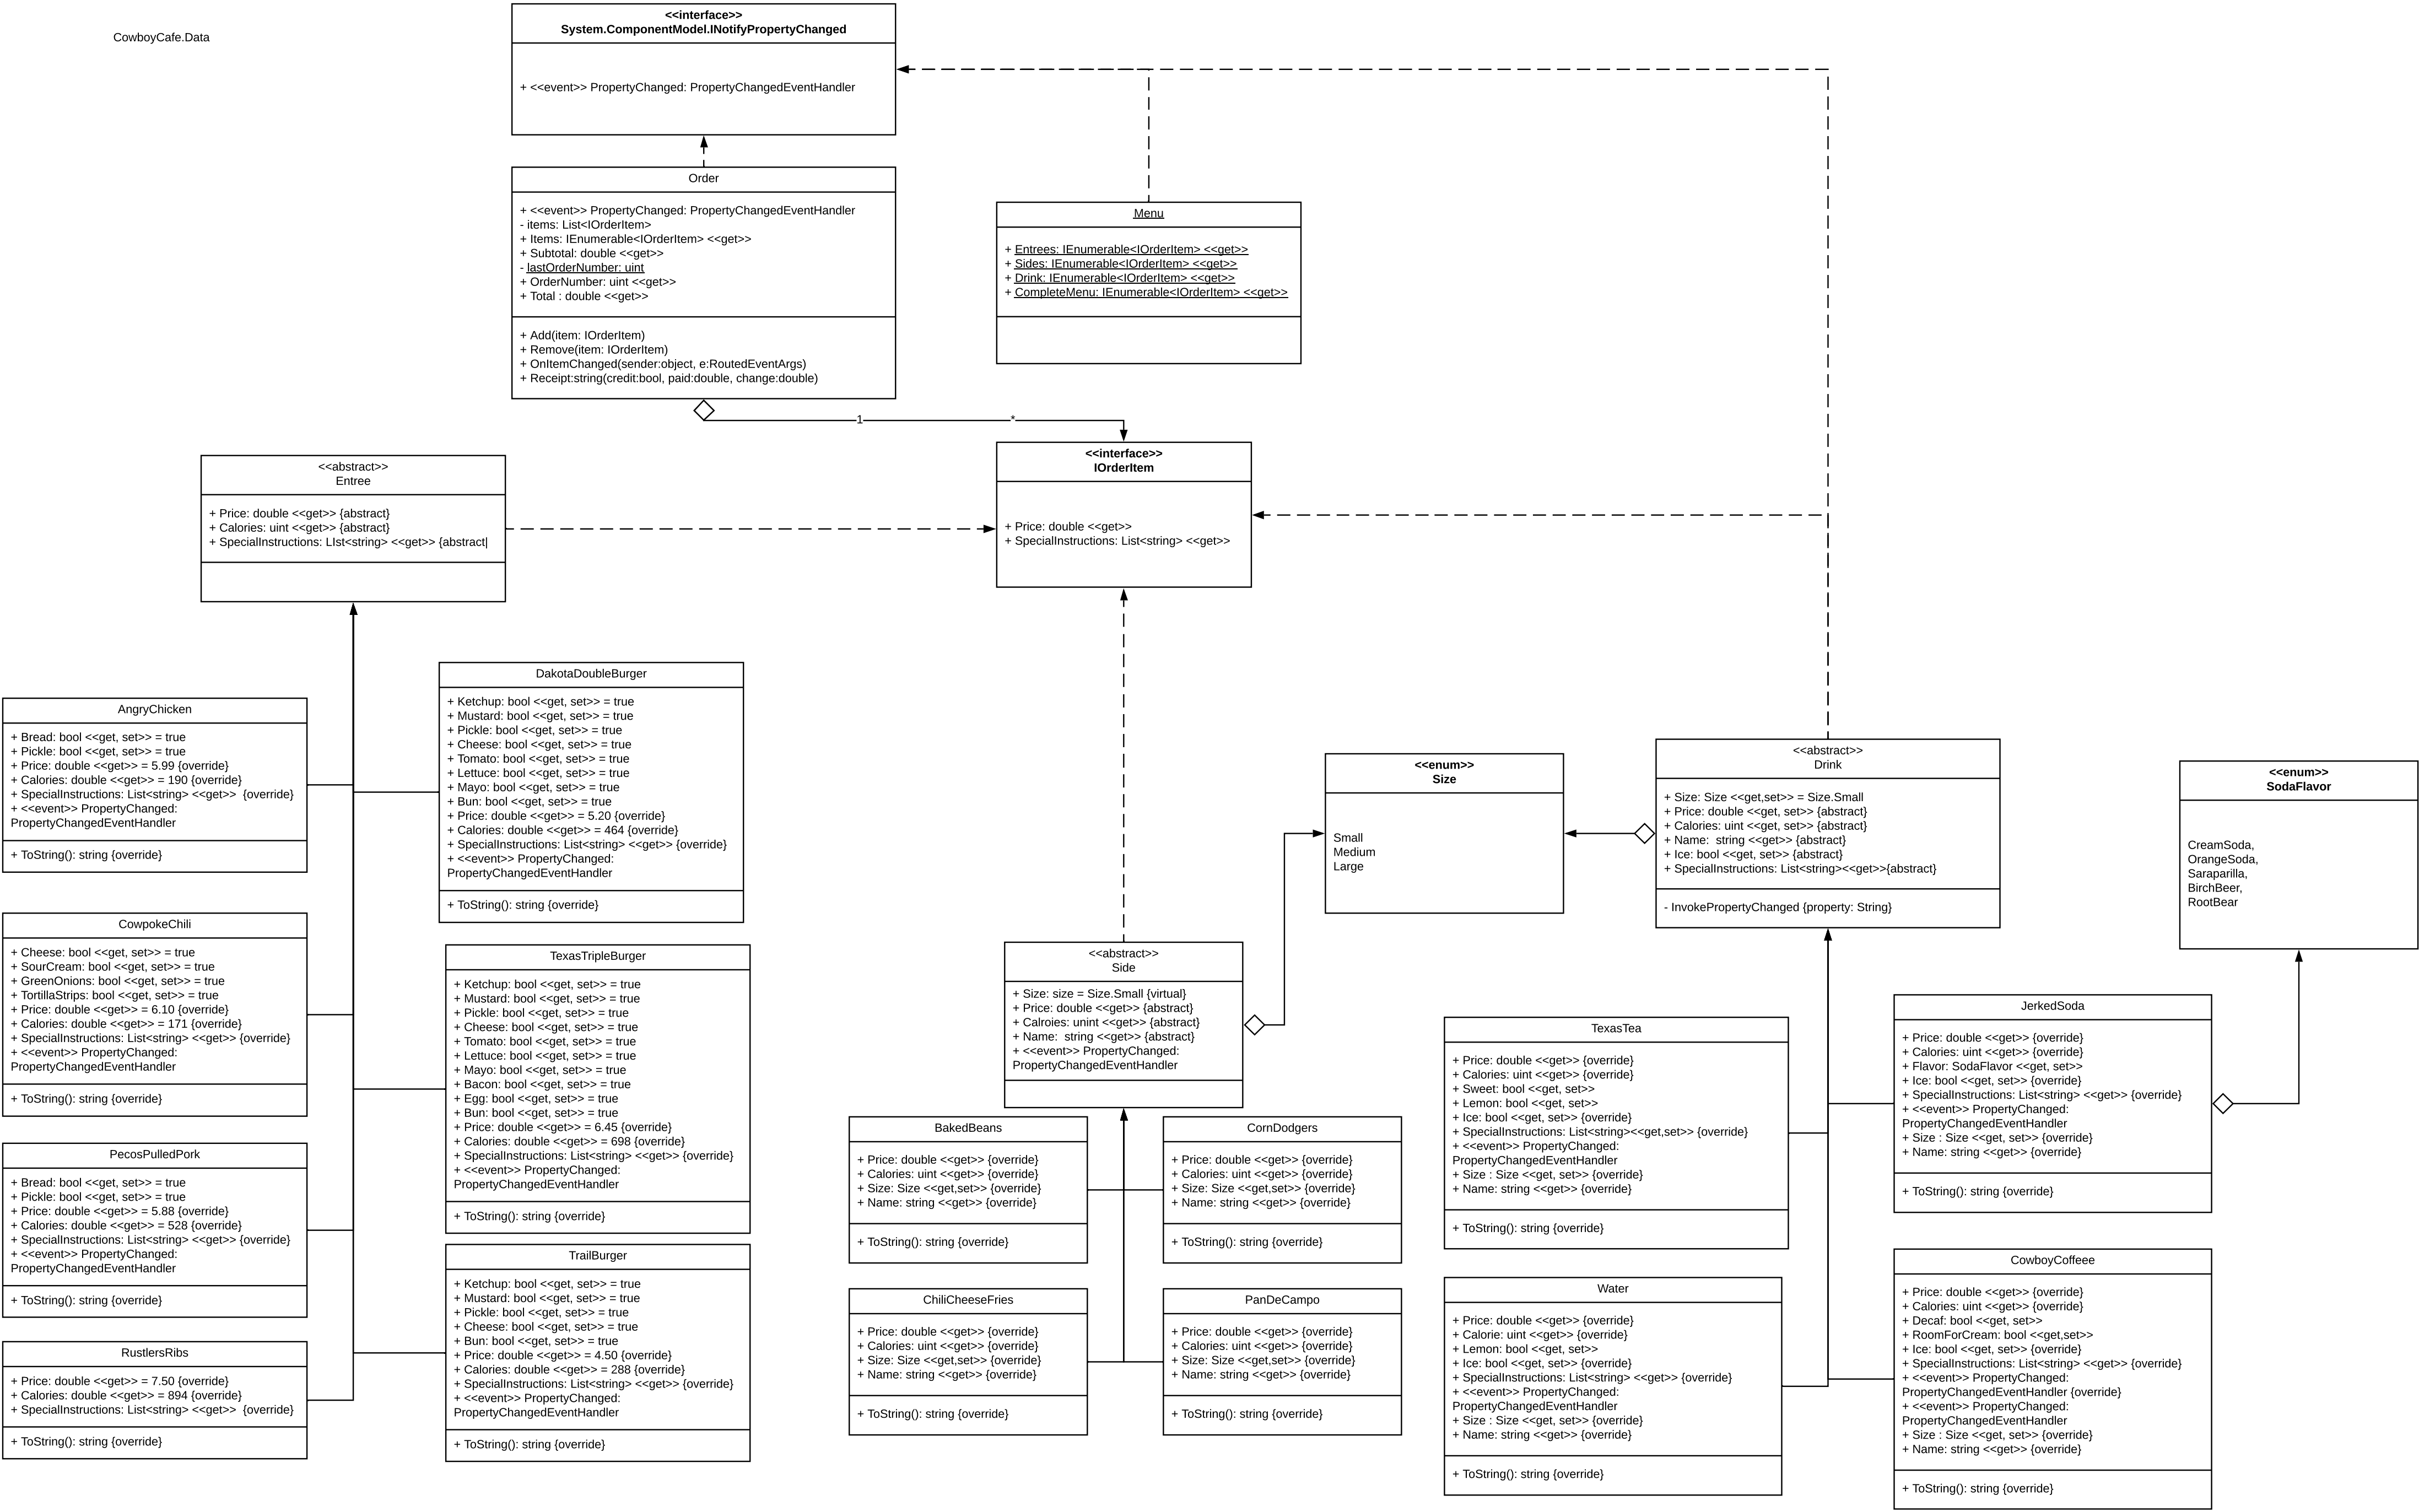 CowboyCafe.Data
<<interface>>
System.ComponentModel.INotifyPropertyChanged
+ <<event>> PropertyChanged: PropertyChangedEventHandler
Order
+ <<event>> PropertyChanged: PropertyChangedEventHandler
- items: List<IOrderItem>
+ Items: IEnumerable<IOrderItem> <<get>>
+ Subtotal: double <<get>>
- lastOrderNumber: uint
+ OrderNumber: uint <<get>>
+ Total : double <<get>>
+ Add(item: IOrderItem)
+ Remove(item: IOrderItem)
+ OnItemChanged(sender:object, e:RoutedEventArgs)
+ Receipt:string(credit:bool, paid:double, change:double)
Menu
+ Entrees: IEnumerable<IOrderItem> <<get>>
+ Sides: IEnumerable<IOrderItem> <<get>>
+ Drink: IEnumerable<IOrderItem> <<get>>
+ CompleteMenu: IEnumerable<IOrderItem> <<get>>
1
*
<<abstract>>
Entree
+ Price: double <<get>> {abstract}
+ Calories: uint <<get>> {abstract}
+ SpecialInstructions: LIst<string> <<get>> {abstract|
<<interface>>
IOrderItem
+ Price: double <<get>>
+ SpecialInstructions: List<string> <<get>>
AngryChicken
+ Bread: bool <<get, set>> = true
+ Pickle: bool <<get, set>> = true
+ Price: double <<get>> = 5.99 {override}
+ Calories: double <<get>> = 190 {override}
+ SpecialInstructions: List<string> <<get>>  {override}
+ <<event>> PropertyChanged:
PropertyChangedEventHandler
+ ToString(): string {override}
DakotaDoubleBurger
+ Ketchup: bool <<get, set>> = true
+ Mustard: bool <<get, set>> = true
+ Pickle: bool <<get, set>> = true
+ Cheese: bool <<get, set>> = true
+ Tomato: bool <<get, set>> = true
+ Lettuce: bool <<get, set>> = true
+ Mayo: bool <<get, set>> = true
+ Bun: bool <<get, set>> = true
+ Price: double <<get>> = 5.20 {override}
+ Calories: double <<get>> = 464 {override}
+ SpecialInstructions: List<string> <<get>> {override}
+ <<event>> PropertyChanged:
PropertyChangedEventHandler
+ ToString(): string {override}
CowpokeChili
+ Cheese: bool <<get, set>> = true
+ SourCream: bool <<get, set>> = true
+ GreenOnions: bool <<get, set>> = true
+ TortillaStrips: bool <<get, set>> = true
+ Price: double <<get>> = 6.10 {override}
+ Calories: double <<get>> = 171 {override}
+ SpecialInstructions: List<string> <<get>> {override}
+ <<event>> PropertyChanged:
PropertyChangedEventHandler
+ ToString(): string {override}
TexasTripleBurger
+ Ketchup: bool <<get, set>> = true
+ Mustard: bool <<get, set>> = true
+ Pickle: bool <<get, set>> = true
+ Cheese: bool <<get, set>> = true
+ Tomato: bool <<get, set>> = true
+ Lettuce: bool <<get, set>> = true
+ Mayo: bool <<get, set>> = true
+ Bacon: bool <<get, set>> = true
+ Egg: bool <<get, set>> = true
+ Bun: bool <<get, set>> = true
+ Price: double <<get>> = 6.45 {override}
+ Calories: double <<get>> = 698 {override}
+ SpecialInstructions: List<string> <<get>> {override}
+ <<event>> PropertyChanged:
PropertyChangedEventHandler
+ ToString(): string {override}
PecosPulledPork
+ Bread: bool <<get, set>> = true
+ Pickle: bool <<get, set>> = true
+ Price: double <<get>> = 5.88 {override}
+ Calories: double <<get>> = 528 {override}
+ SpecialInstructions: List<string> <<get>> {override}
+ <<event>> PropertyChanged:
PropertyChangedEventHandler
+ ToString(): string {override}
TrailBurger
+ Ketchup: bool <<get, set>> = true
+ Mustard: bool <<get, set>> = true
+ Pickle: bool <<get, set>> = true
+ Cheese: bool <<get, set>> = true
+ Bun: bool <<get, set>> = true
+ Price: double <<get>> = 4.50 {override}
+ Calories: double <<get>> = 288 {override}
+ SpecialInstructions: List<string> <<get>> {override}
+ <<event>> PropertyChanged:
PropertyChangedEventHandler
+ ToString(): string {override}
RustlersRibs
+ Price: double <<get>> = 7.50 {override}
+ Calories: double <<get>> = 894 {override}
+ SpecialInstructions: List<string> <<get>>  {override}
+ ToString(): string {override}
<<enum>>
Size
Small
Medium
Large
<<abstract>>
Drink
+ Size: Size <<get,set>> = Size.Small
+ Price: double <<get, set>> {abstract}
+ Calories: uint <<get, set>> {abstract}
+ Name:  string <<get>> {abstract}
+ Ice: bool <<get, set>> {abstract}
+ SpecialInstructions: List<string><<get>>{abstract}
- InvokePropertyChanged {property: String}
<<enum>>
SodaFlavor
CreamSoda,
OrangeSoda,
Saraparilla,
BirchBeer,
RootBear
<<abstract>>
Side
+ Size: size = Size.Small {virtual}
+ Price: double <<get>> {abstract}
+ Calroies: unint <<get>> {abstract}
+ Name:  string <<get>> {abstract}
+ <<event>> PropertyChanged:
PropertyChangedEventHandler
BakedBeans
+ Price: double <<get>> {override}
+ Calories: uint <<get>> {override}
+ Size: Size <<get,set>> {override}
+ Name: string <<get>> {override}
+ ToString(): string {override}
CornDodgers
+ Price: double <<get>> {override}
+ Calories: uint <<get>> {override}
+ Size: Size <<get,set>> {override}
+ Name: string <<get>> {override}
+ ToString(): string {override}
ChiliCheeseFries
+ Price: double <<get>> {override}
+ Calories: uint <<get>> {override}
+ Size: Size <<get,set>> {override}
+ Name: string <<get>> {override}
+ ToString(): string {override}
PanDeCampo
+ Price: double <<get>> {override}
+ Calories: uint <<get>> {override}
+ Size: Size <<get,set>> {override}
+ Name: string <<get>> {override}
+ ToString(): string {override}
TexasTea
+ Price: double <<get>> {override}
+ Calories: uint <<get>> {override}
+ Sweet: bool <<get, set>>
+ Lemon: bool <<get, set>>
+ Ice: bool <<get, set>> {override}
+ SpecialInstructions: List<string><<get,set>> {override}
+ <<event>> PropertyChanged:
PropertyChangedEventHandler
+ Size : Size <<get, set>> {override}
+ Name: string <<get>> {override}
+ ToString(): string {override}
JerkedSoda
+ Price: double <<get>> {override}
+ Calories: uint <<get>> {override}
+ Flavor: SodaFlavor <<get, set>>
+ Ice: bool <<get, set>> {override}
+ SpecialInstructions: List<string> <<get>> {override}
+ <<event>> PropertyChanged:
PropertyChangedEventHandler
+ Size : Size <<get, set>> {override}
+ Name: string <<get>> {override}
+ ToString(): string {override}
Water
+ Price: double <<get>> {override}
+ Calorie: uint <<get>> {override}
+ Lemon: bool <<get, set>>
+ Ice: bool <<get, set>> {override}
+ SpecialInstructions: List<string> <<get>> {override}
+ <<event>> PropertyChanged:
PropertyChangedEventHandler
+ Size : Size <<get, set>> {override}
+ Name: string <<get>> {override}
+ ToString(): string {override}
CowboyCoffeee
+ Price: double <<get>> {override}
+ Calories: uint <<get>> {override}
+ Decaf: bool <<get, set>>
+ RoomForCream: bool <<get,set>>
+ Ice: bool <<get, set>> {override}
+ SpecialInstructions: List<string> <<get>> {override}
+ <<event>> PropertyChanged:
PropertyChangedEventHandler {override}
+ <<event>> PropertyChanged:
PropertyChangedEventHandler
+ Size : Size <<get, set>> {override}
+ Name: string <<get>> {override}
+ ToString(): string {override}